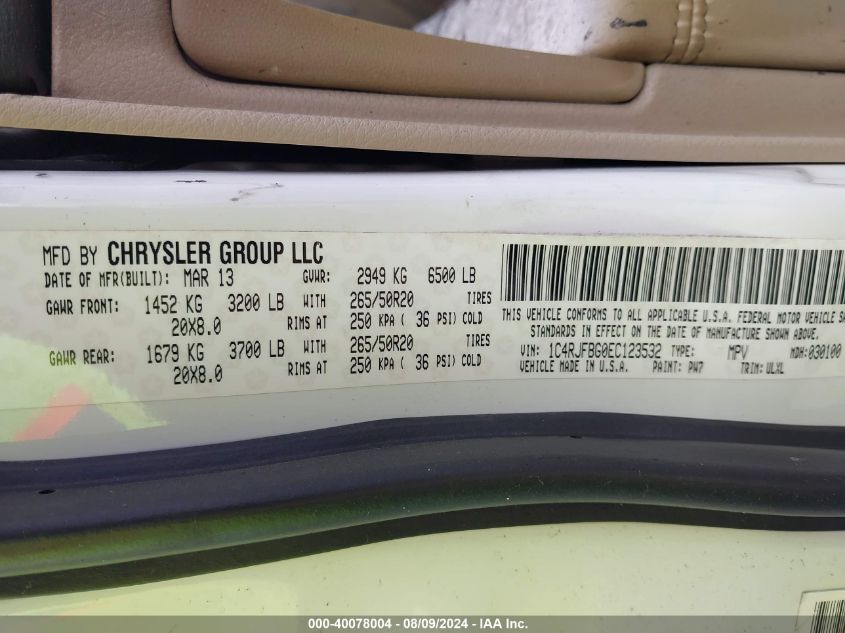 MFD BY CHRYSLER GROUP LLC
DATE OF MFR(BUILT): MAR 13 GVWR: 2949 KG 6500 LB
GAWR FRONT: 1452 KG 3200 LB WITH 265/50R20 TIRES
20X8.0 RIMS AT 250 KPA ( 36 PSI) COLD
GAWR REAR: 1679 KG 3700 LB WITH 265/50R20 TIRES
20X8.0 RIMS AT 250 KPA ( 36 PSI) COLD
THIS VEHICLE CONFORMS TO ALL APPLICABLE U.S.A. FEDERAL MOTOR VEHICLE SA
STANDARDS IN EFFECT ON THE DATE OF MANUFACTURE SHOWN ABOVE.
VIN: 1C4RJFBG0EC123532 TYPE: MPV MDH: 030100
VEHICLE MADE IN U.S.A. PAINT: PW7 TRIM: ULXL
000-40078004 - 08/09/2024 - IAA Inc.